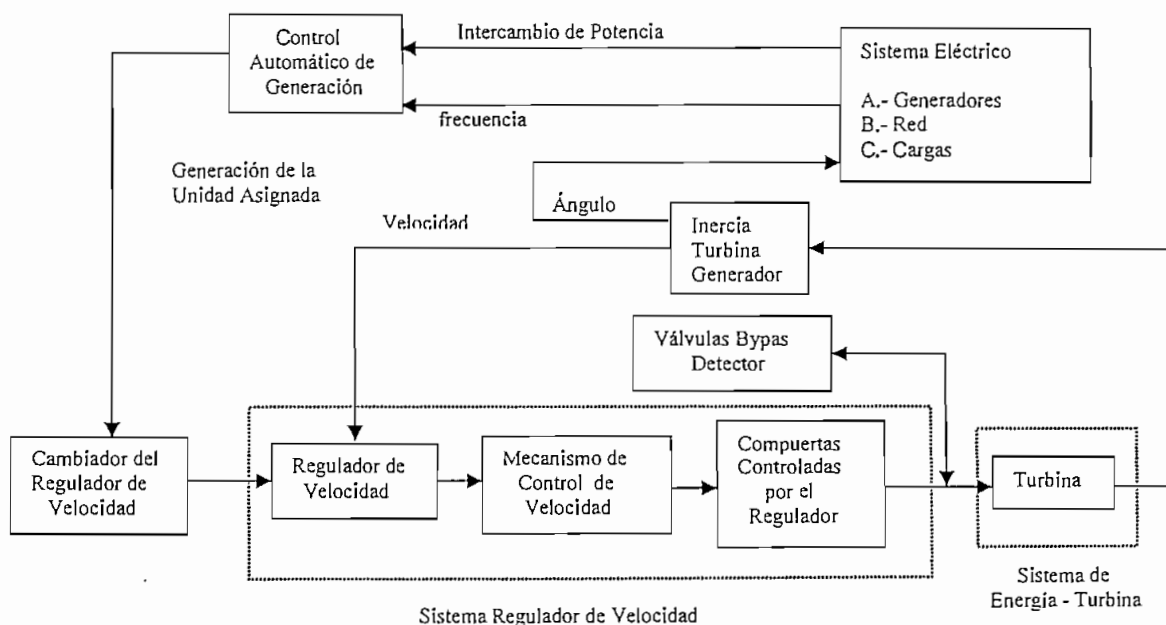 Control
Automático de
Generación
Intercambio de Potencia
frecuencia
Sistema Eléctrico
A.- Generadores
B.- Red
C.- Cargas
Generación de la
Unidad Asignada
Ángulo
Velocidad
Inercia
Turbina
Generador
Válvulas Bypas
Detector
Cambiador del
Regulador de
Velocidad
Regulador de
Velocidad
Mecanismo de
Control de
Velocidad
Compuertas
Controladas
por el
Regulador
Turbina
Sistema de
Energía - Turbina
Sistema Regulador de Velocidad